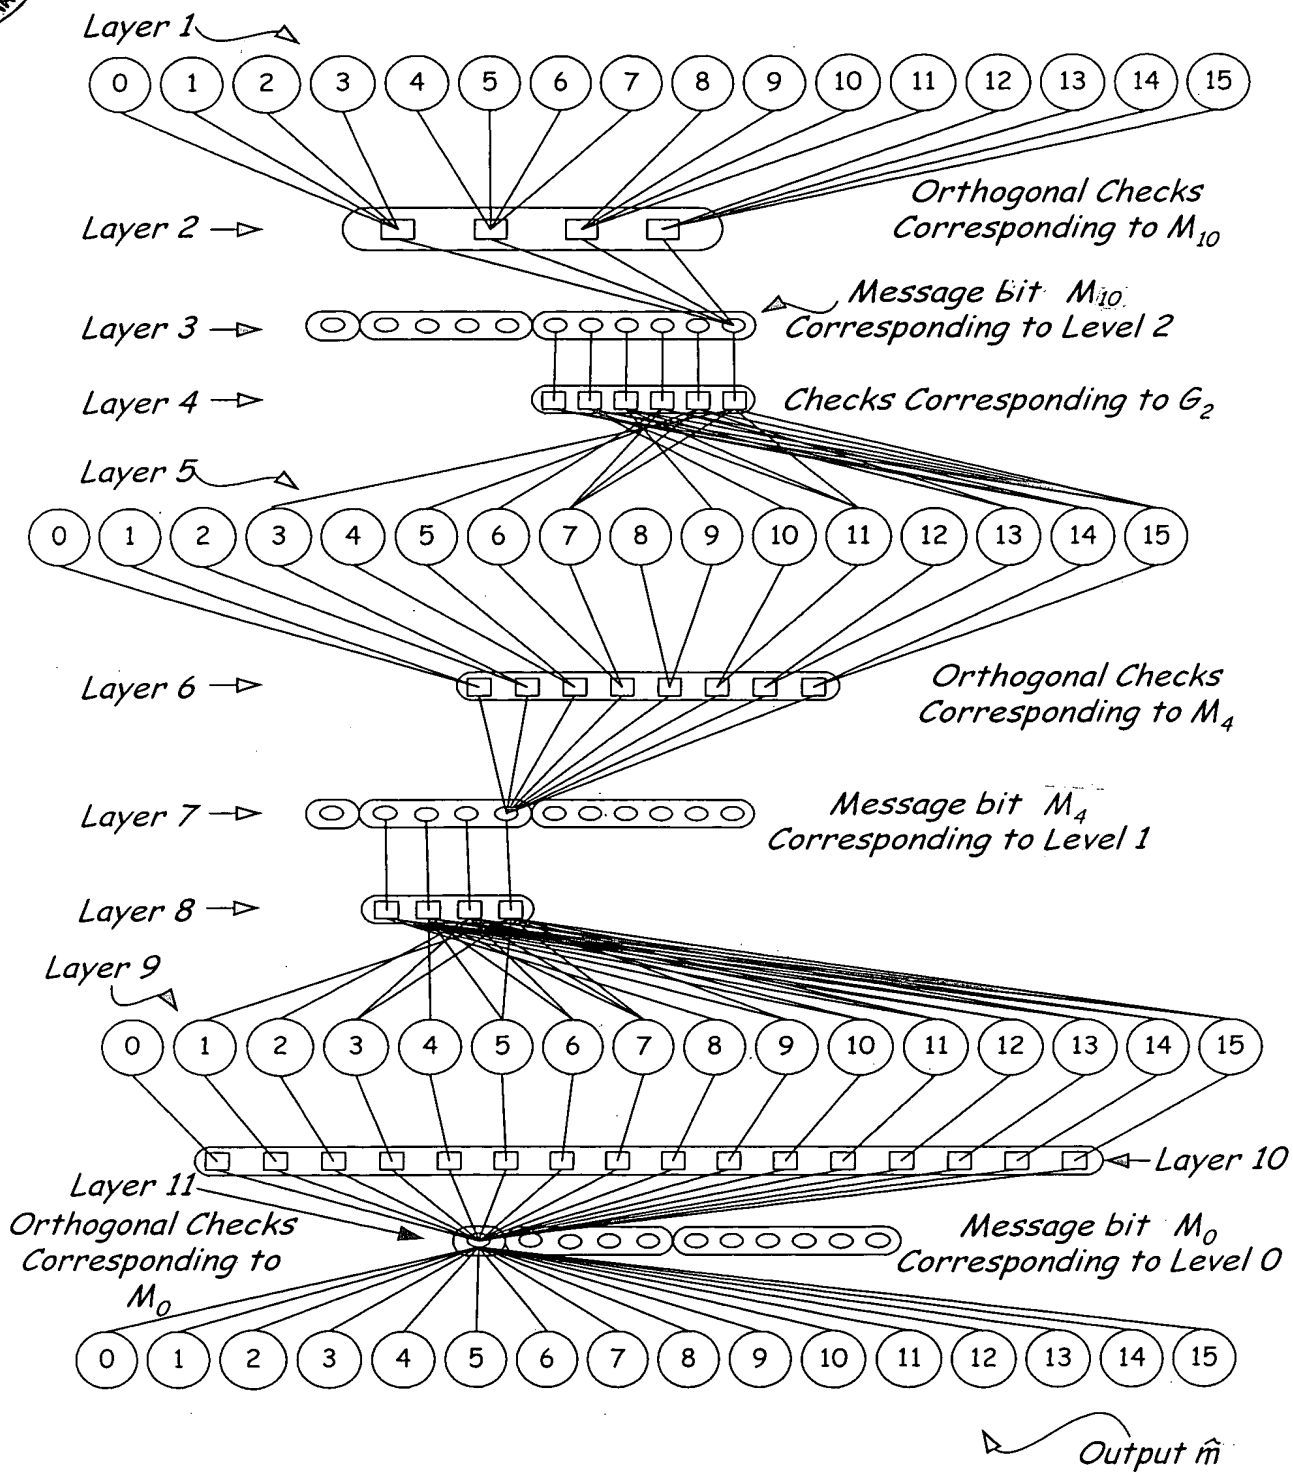 Layer 1
0 1 2 3 4 5 6 7 8 9 10 11 12 13 14 15
Layer 2
Orthogonal Checks
Corresponding to M10
Layer 3
Message bit M10
Corresponding to Level 2
Layer 4
Checks Corresponding to G2
Layer 5
0 1 2 3 4 5 6 7 8 9 10 11 12 13 14 15
Layer 6
Orthogonal Checks
Corresponding to M4
Layer 7
Message bit M4
Corresponding to Level 1
Layer 8
Layer 9
0 1 2 3 4 5 6 7 8 9 10 11 12 13 14 15
Layer 10
Layer 11
Orthogonal Checks
Corresponding to
M0
Message bit M0
Corresponding to Level 0
0 1 2 3 4 5 6 7 8 9 10 11 12 13 14 15
Output m̂